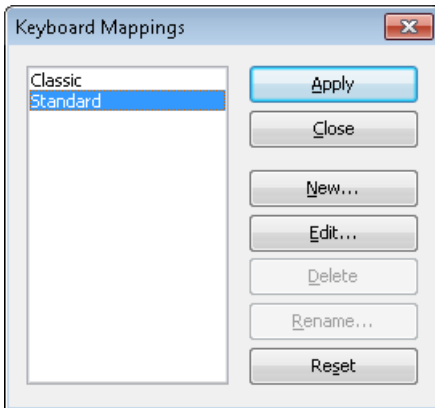 Keyboard Mappings
Classic
Standard
Apply
Close
New...
Edit...
Delete
Rename...
Reset